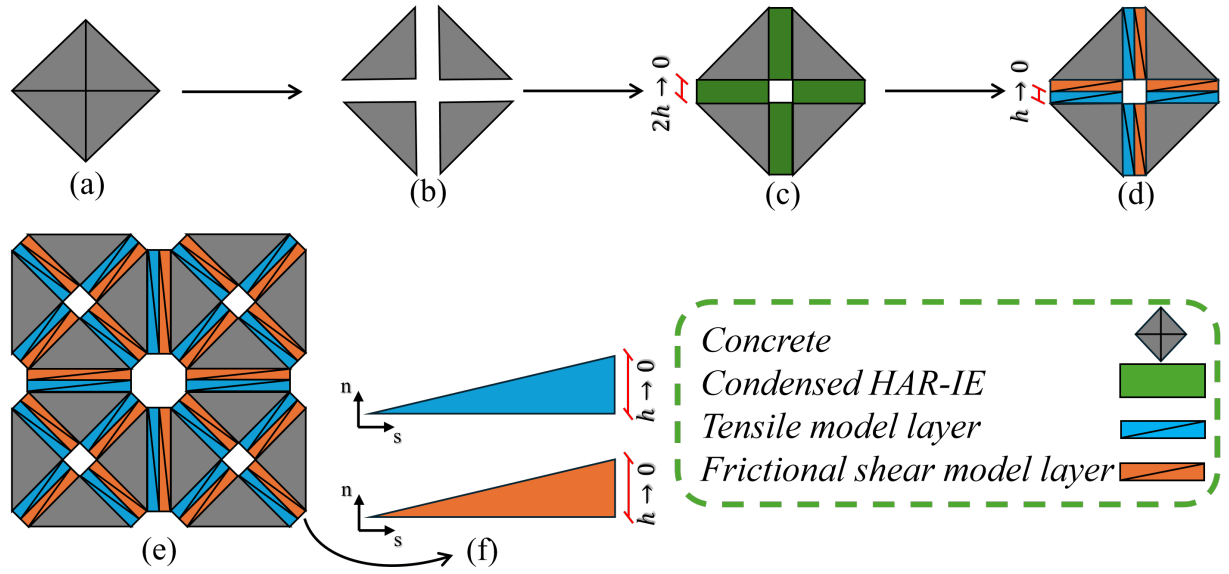 (a)
(b)
2h → 0
(c)
h → 0
(d)
(e)
n
s
h → 0
n
s
h → 0
(f)
Concrete
Condensed HAR-IE
Tensile model layer
Frictional shear model layer